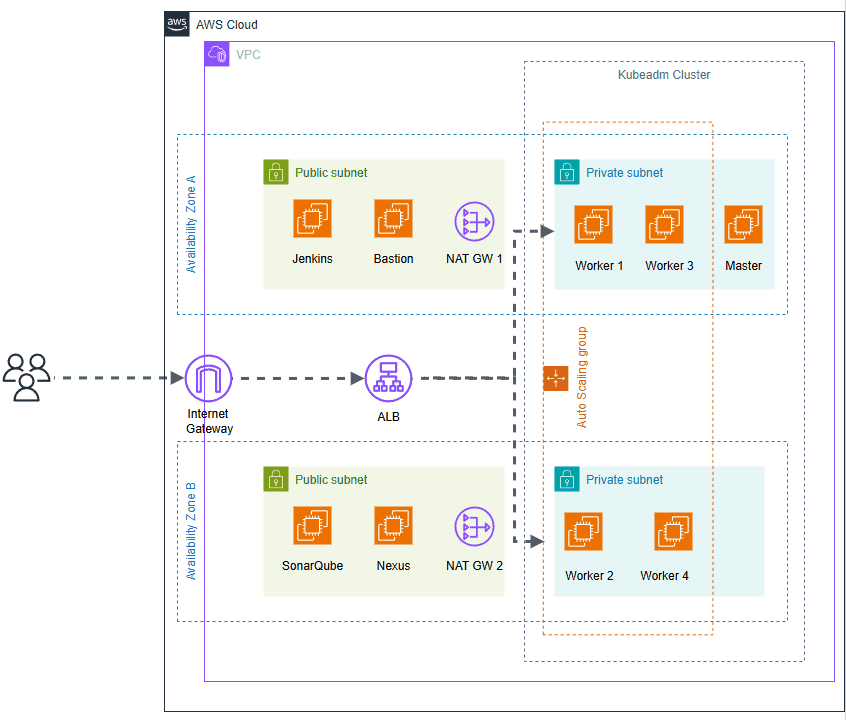 aws
AWS Cloud
VPC
Kubeadm Cluster
Availability Zone A
Public subnet
Jenkins
Bastion
NAT GW 1
Private subnet
Worker 1
Worker 3
Master
Internet
Gateway
ALB
Auto Scaling group
Availability Zone B
Public subnet
SonarQube
Nexus
NAT GW 2
Private subnet
Worker 2
Worker 4